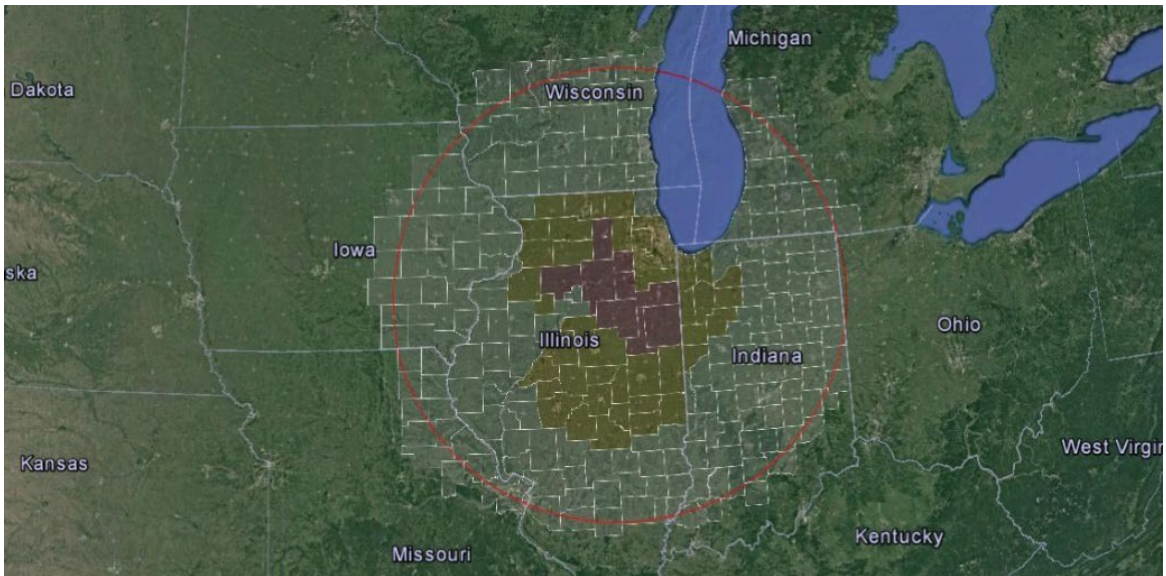 Michigan
Dakota
Wisconsin
Iowa
ska
Ohio
Illinois
Indiana
Kansas
West Virgin
Missouri
Kentucky